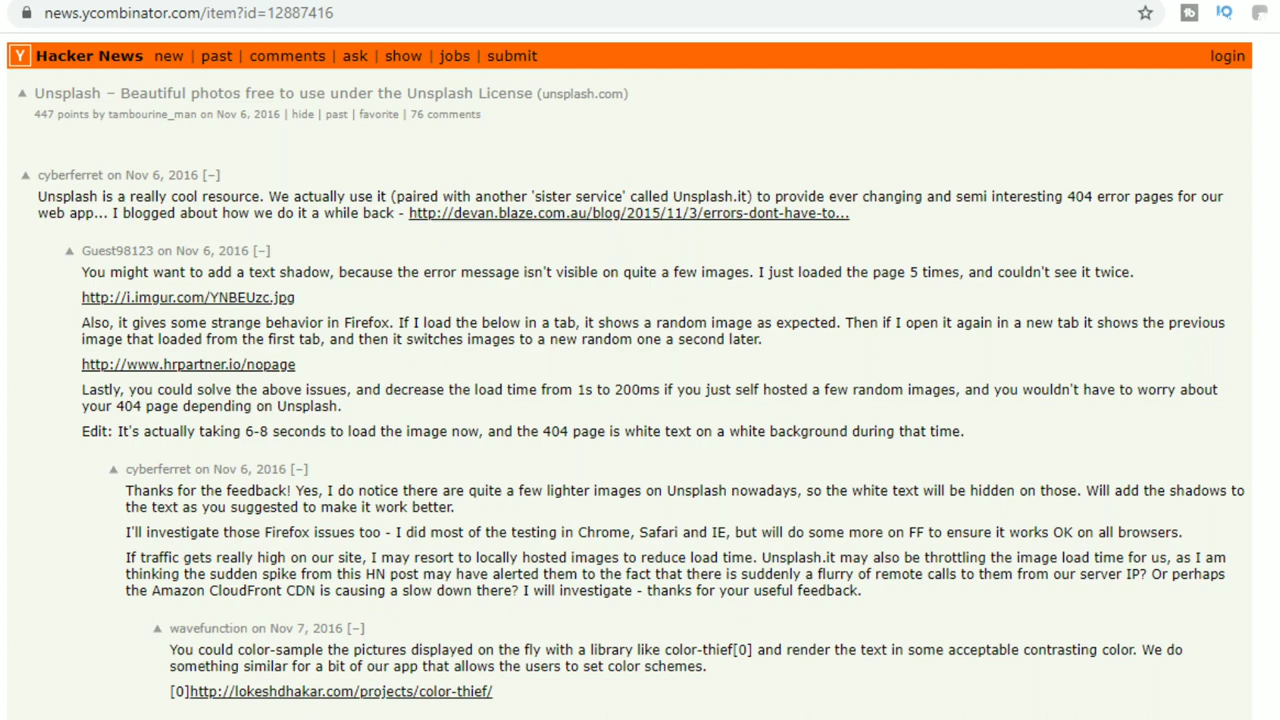 news.ycombinator.com/item?id=12887416
Y Hacker News new | past | comments | ask | show | jobs | submit login
Unsplash – Beautiful photos free to use under the Unsplash License (unsplash.com)
447 points by tambourine_man on Nov 6, 2016 | hide | past | favorite | 76 comments
cyberferret on Nov 6, 2016 [–]
Unsplash is a really cool resource. We actually use it (paired with another 'sister service' called Unsplash.it) to provide ever changing and semi interesting 404 error pages for our
web app... I blogged about how we do it a while back - http://devan.blaze.com.au/blog/2015/11/3/errors-dont-have-to...
Guest98123 on Nov 6, 2016 [–]
You might want to add a text shadow, because the error message isn't visible on quite a few images. I just loaded the page 5 times, and couldn't see it twice.
http://i.imgur.com/YNBEUzc.jpg
Also, it gives some strange behavior in Firefox. If I load the below in a tab, it shows a random image as expected. Then if I open it again in a new tab it shows the previous
image that loaded from the first tab, and then it switches images to a new random one a second later.
http://www.hrpartner.io/nopage
Lastly, you could solve the above issues, and decrease the load time from 1s to 200ms if you just self hosted a few random images, and you wouldn't have to worry about
your 404 page depending on Unsplash.
Edit: It's actually taking 6-8 seconds to load the image now, and the 404 page is white text on a white background during that time.
cyberferret on Nov 6, 2016 [–]
Thanks for the feedback! Yes, I do notice there are quite a few lighter images on Unsplash nowadays, so the white text will be hidden on those. Will add the shadows to
the text as you suggested to make it work better.
I'll investigate those Firefox issues too - I did most of the testing in Chrome, Safari and IE, but will do some more on FF to ensure it works OK on all browsers.
If traffic gets really high on our site, I may resort to locally hosted images to reduce load time. Unsplash.it may also be throttling the image load time for us, as I am
thinking the sudden spike from this HN post may have alerted them to the fact that there is suddenly a flurry of remote calls to them from our server IP? Or perhaps
the Amazon CloudFront CDN is causing a slow down there? I will investigate - thanks for your useful feedback.
wavefunction on Nov 7, 2016 [–]
You could color-sample the pictures displayed on the fly with a library like color-thief[0] and render the text in some acceptable contrasting color. We do
something similar for a bit of our app that allows the users to set color schemes.
[0]http://lokeshdhakar.com/projects/color-thief/